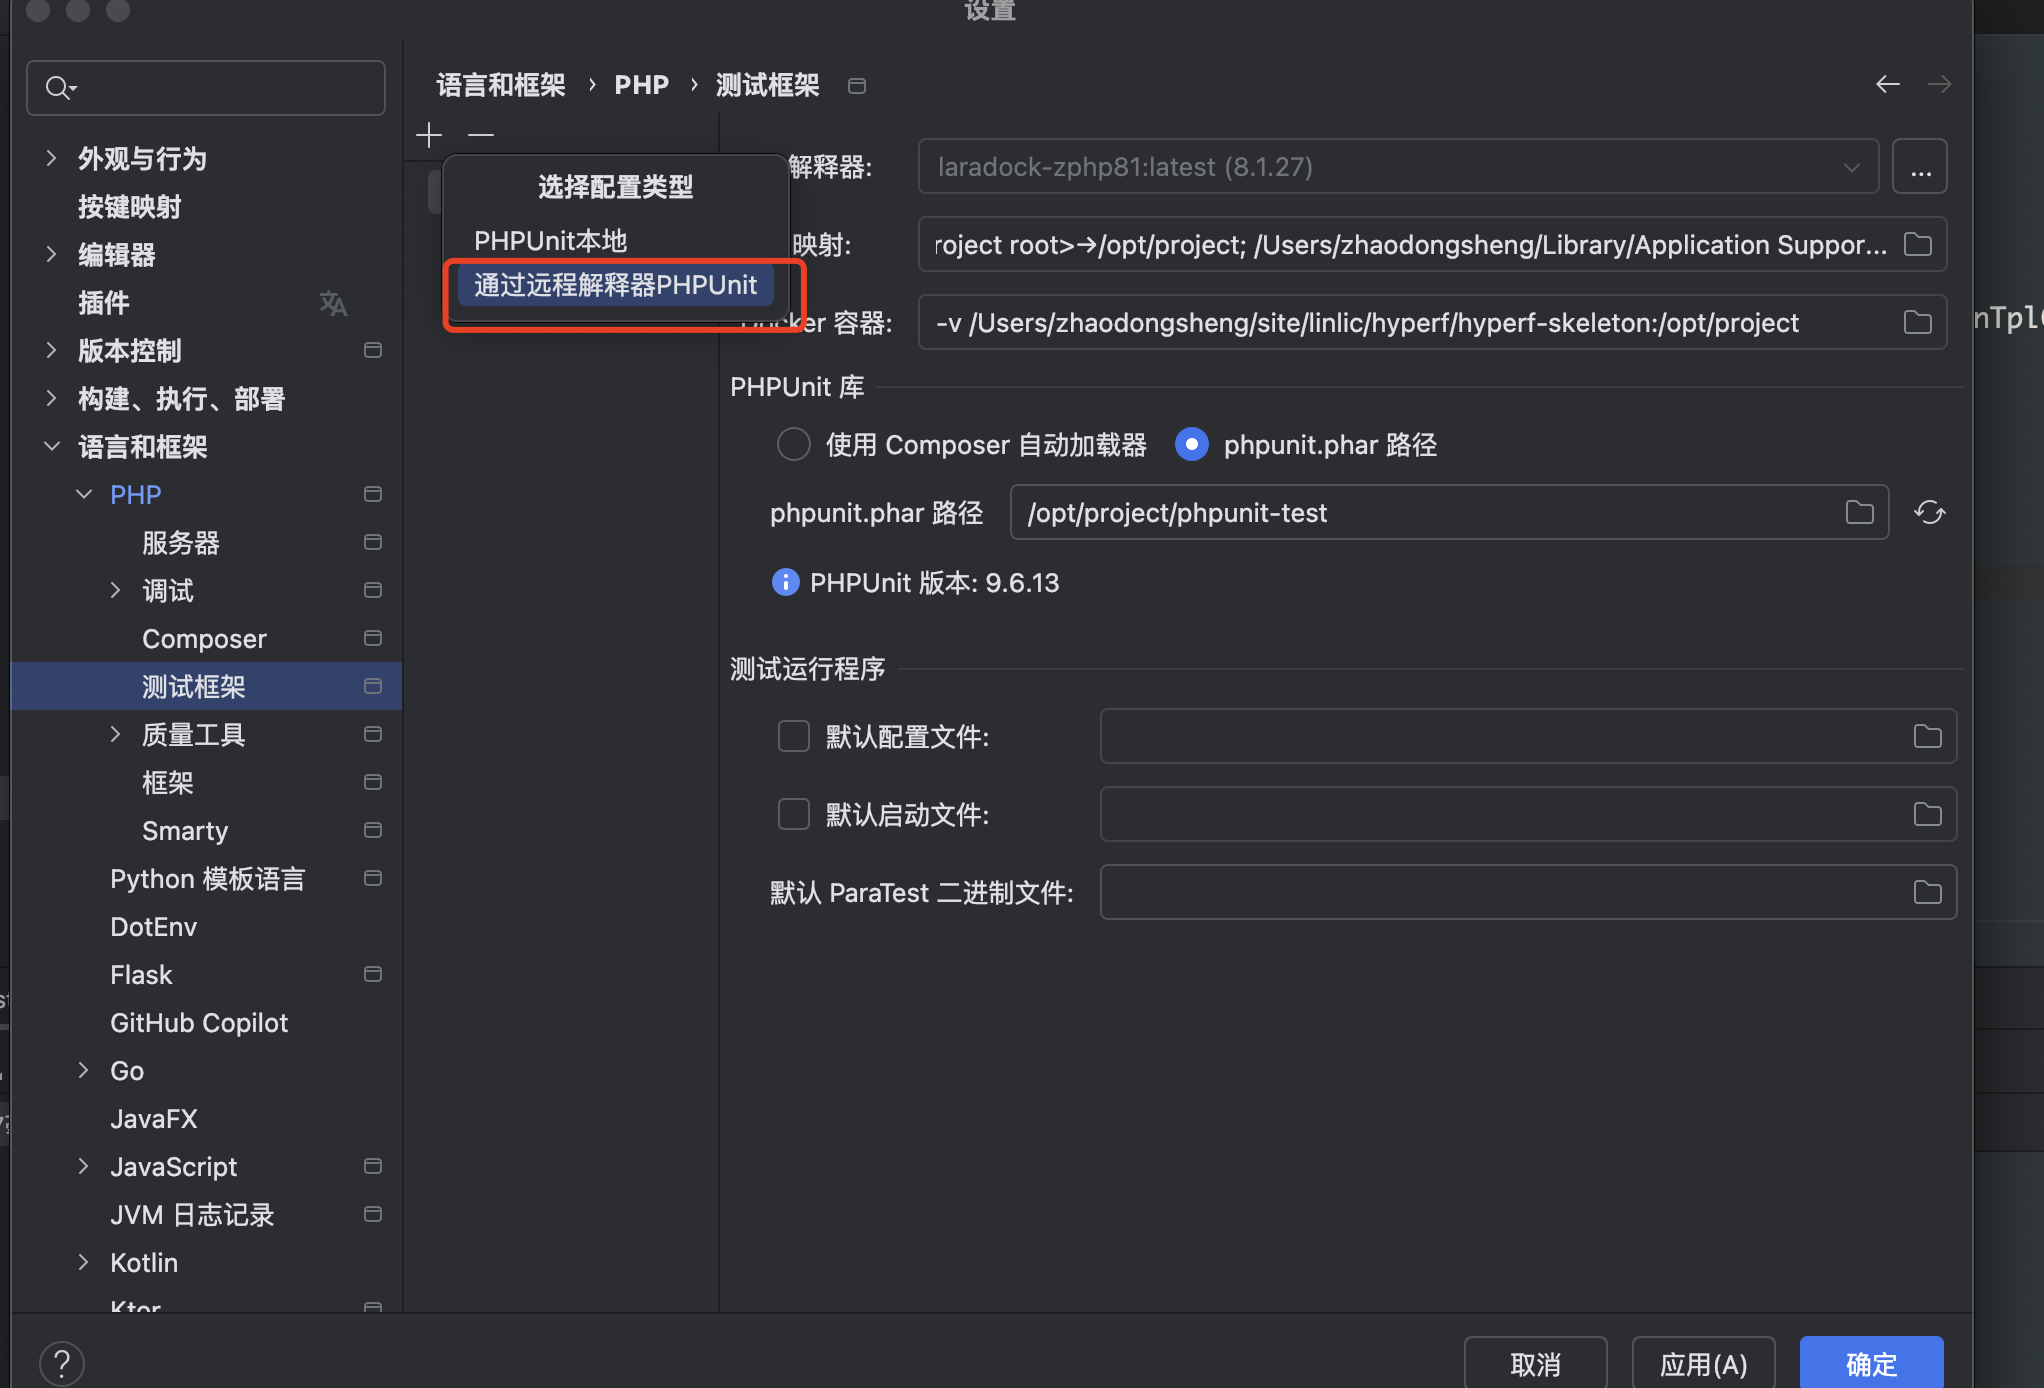 设置
语言和框架 › PHP › 测试框架
外观与行为
按键映射
编辑器
插件
版本控制
构建、执行、部署
语言和框架
PHP
服务器
调试
Composer
测试框架
质量工具
框架
Smarty
Python 模板语言
DotEnv
Flask
GitHub Copilot
Go
JavaFX
JavaScript
JVM 日志记录
Kotlin
Ktor
选择配置类型
PHPUnit本地
通过远程解释器PHPUnit
解释器: laradock-zphp81:latest (8.1.27) ...
映射: roject root>→/opt/project; /Users/zhaodongsheng/Library/Application Suppor...
Docker 容器: -v /Users/zhaodongsheng/site/linlic/hyperf/hyperf-skeleton:/opt/project
PHPUnit 库
使用 Composer 自动加载器 phpunit.phar 路径
phpunit.phar 路径 /opt/project/phpunit-test
PHPUnit 版本: 9.6.13
测试运行程序
默认配置文件:
默认启动文件:
默认 ParaTest 二进制文件:
?
取消 应用(A) 确定